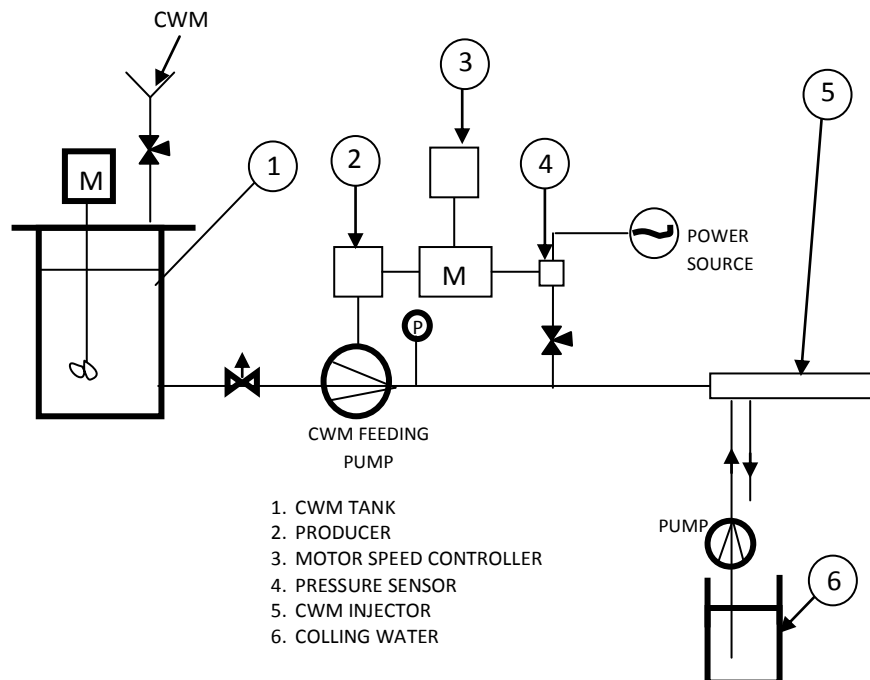 CWM
3
5
4
2
1
M
POWER
SOURCE
M
P
CWM FEEDING
PUMP
1. CWM TANK
2. PRODUCER
3. MOTOR SPEED CONTROLLER
4. PRESSURE SENSOR
5. CWM INJECTOR
6. COLLING WATER
PUMP
6